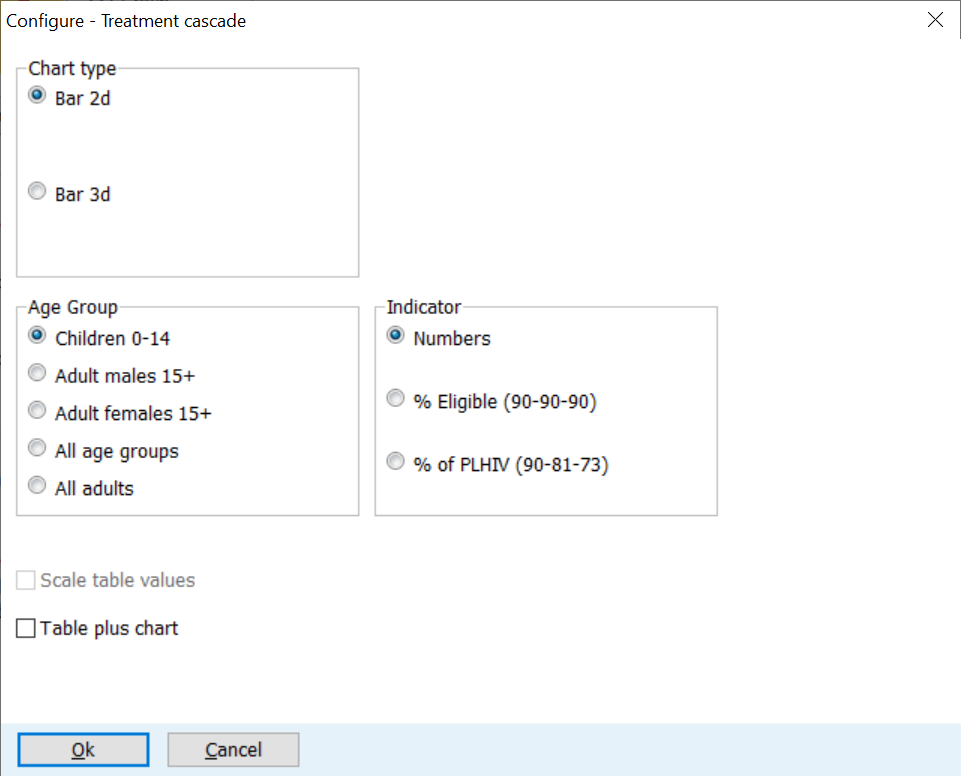 Configure - Treatment cascade
Chart type
Bar 2d
Bar 3d
Age Group
Children 0-14
Adult males 15+
Adult females 15+
All age groups
All adults
Indicator
Numbers
% Eligible (90-90-90)
% of PLHIV (90-81-73)
Scale table values
Table plus chart
Ok
Cancel